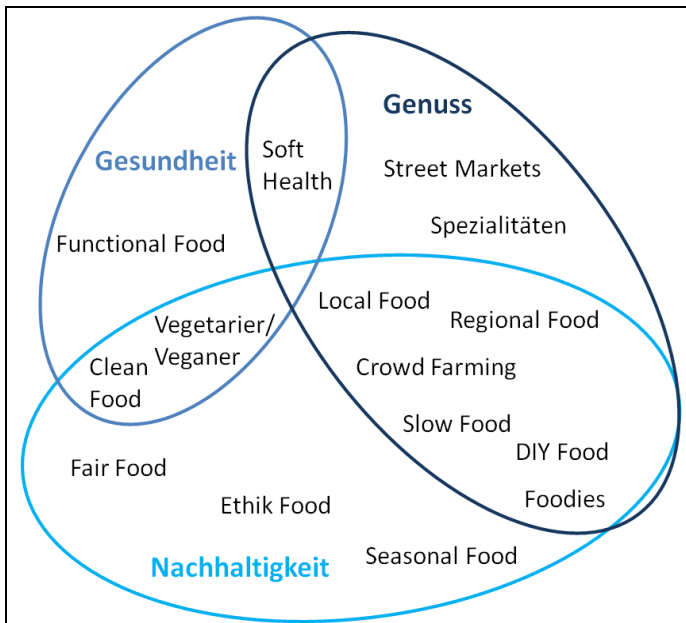 Genuss
Gesundheit
Soft
Health
Street Markets
Spezialitäten
Functional Food
Local Food
Regional Food
Vegetarier/
Veganer
Clean
Food
Crowd Farming
Slow Food
DIY Food
Fair Food
Foodies
Ethik Food
Seasonal Food
Nachhaltigkeit